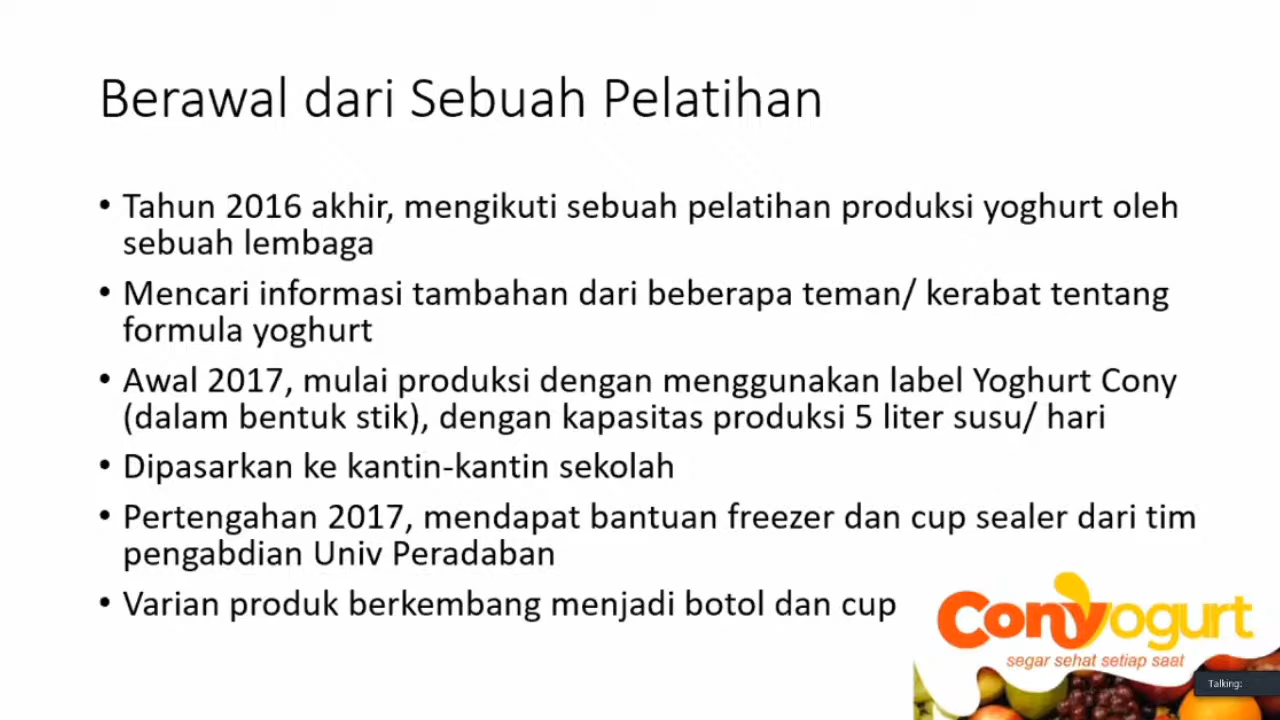 Berawal dari Sebuah Pelatihan
• Tahun 2016 akhir, mengikuti sebuah pelatihan produksi yoghurt oleh
sebuah lembaga
• Mencari informasi tambahan dari beberapa teman/ kerabat tentang
formula yoghurt
• Awal 2017, mulai produksi dengan menggunakan label Yoghurt Cony
(dalam bentuk stik), dengan kapasitas produksi 5 liter susu/ hari
• Dipasarkan ke kantin-kantin sekolah
• Pertengahan 2017, mendapat bantuan freezer dan cup sealer dari tim
pengabdian Univ Peradaban
• Varian produk berkembang menjadi botol dan cup
Conyogurt
segar sehat setiap saat
Talking: